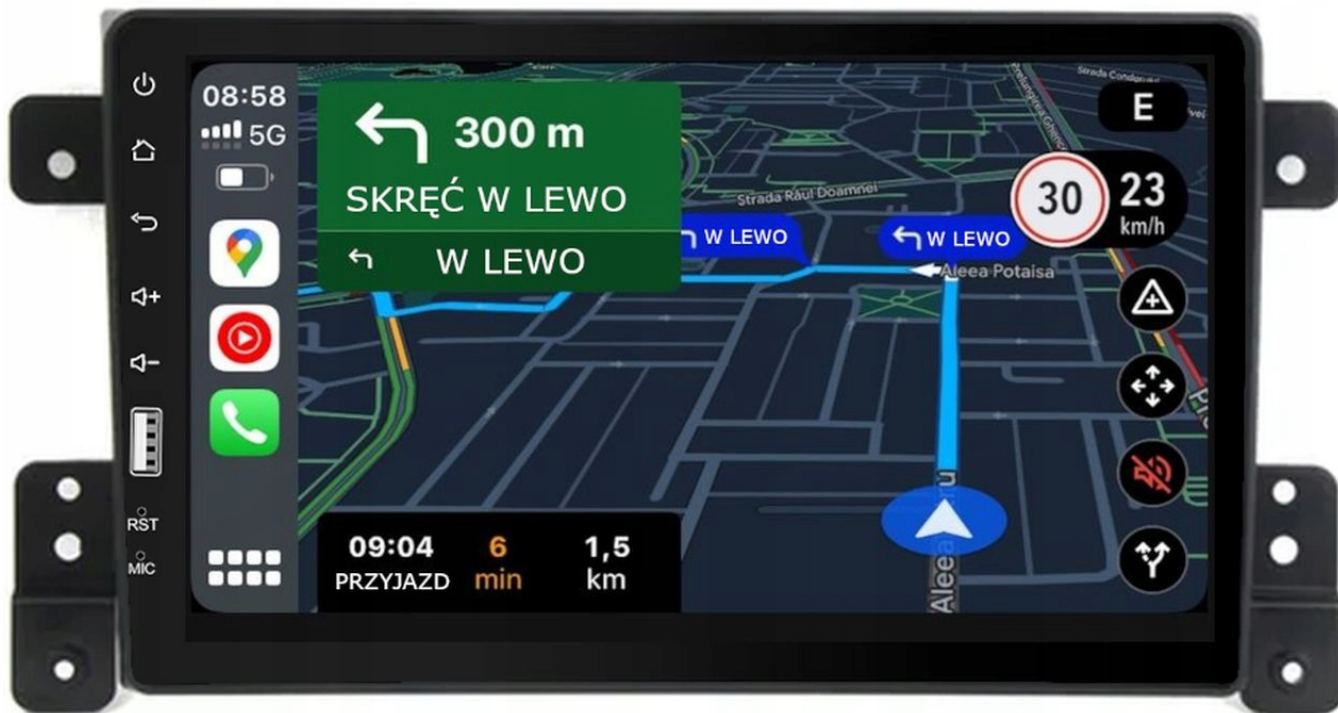 08:58
5G
300 m
SKRĘĆ W LEWO
W LEWO
W LEWO
W LEWO
E
30
23
km/h
Strada Râul Doamnei
Aleea Potaisa
Aleea
09:04
6
1,5
PRZYJAZD
min
km
RST
MIC